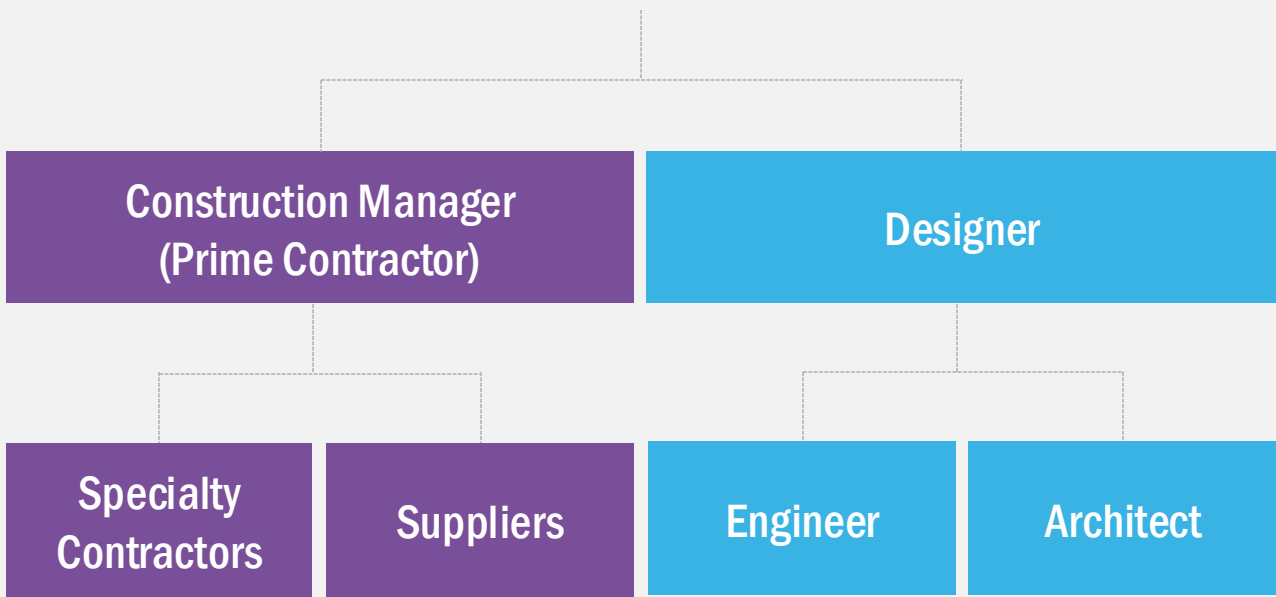 Construction Manager
(Prime Contractor)
Designer
Specialty
Contractors
Suppliers
Engineer
Architect